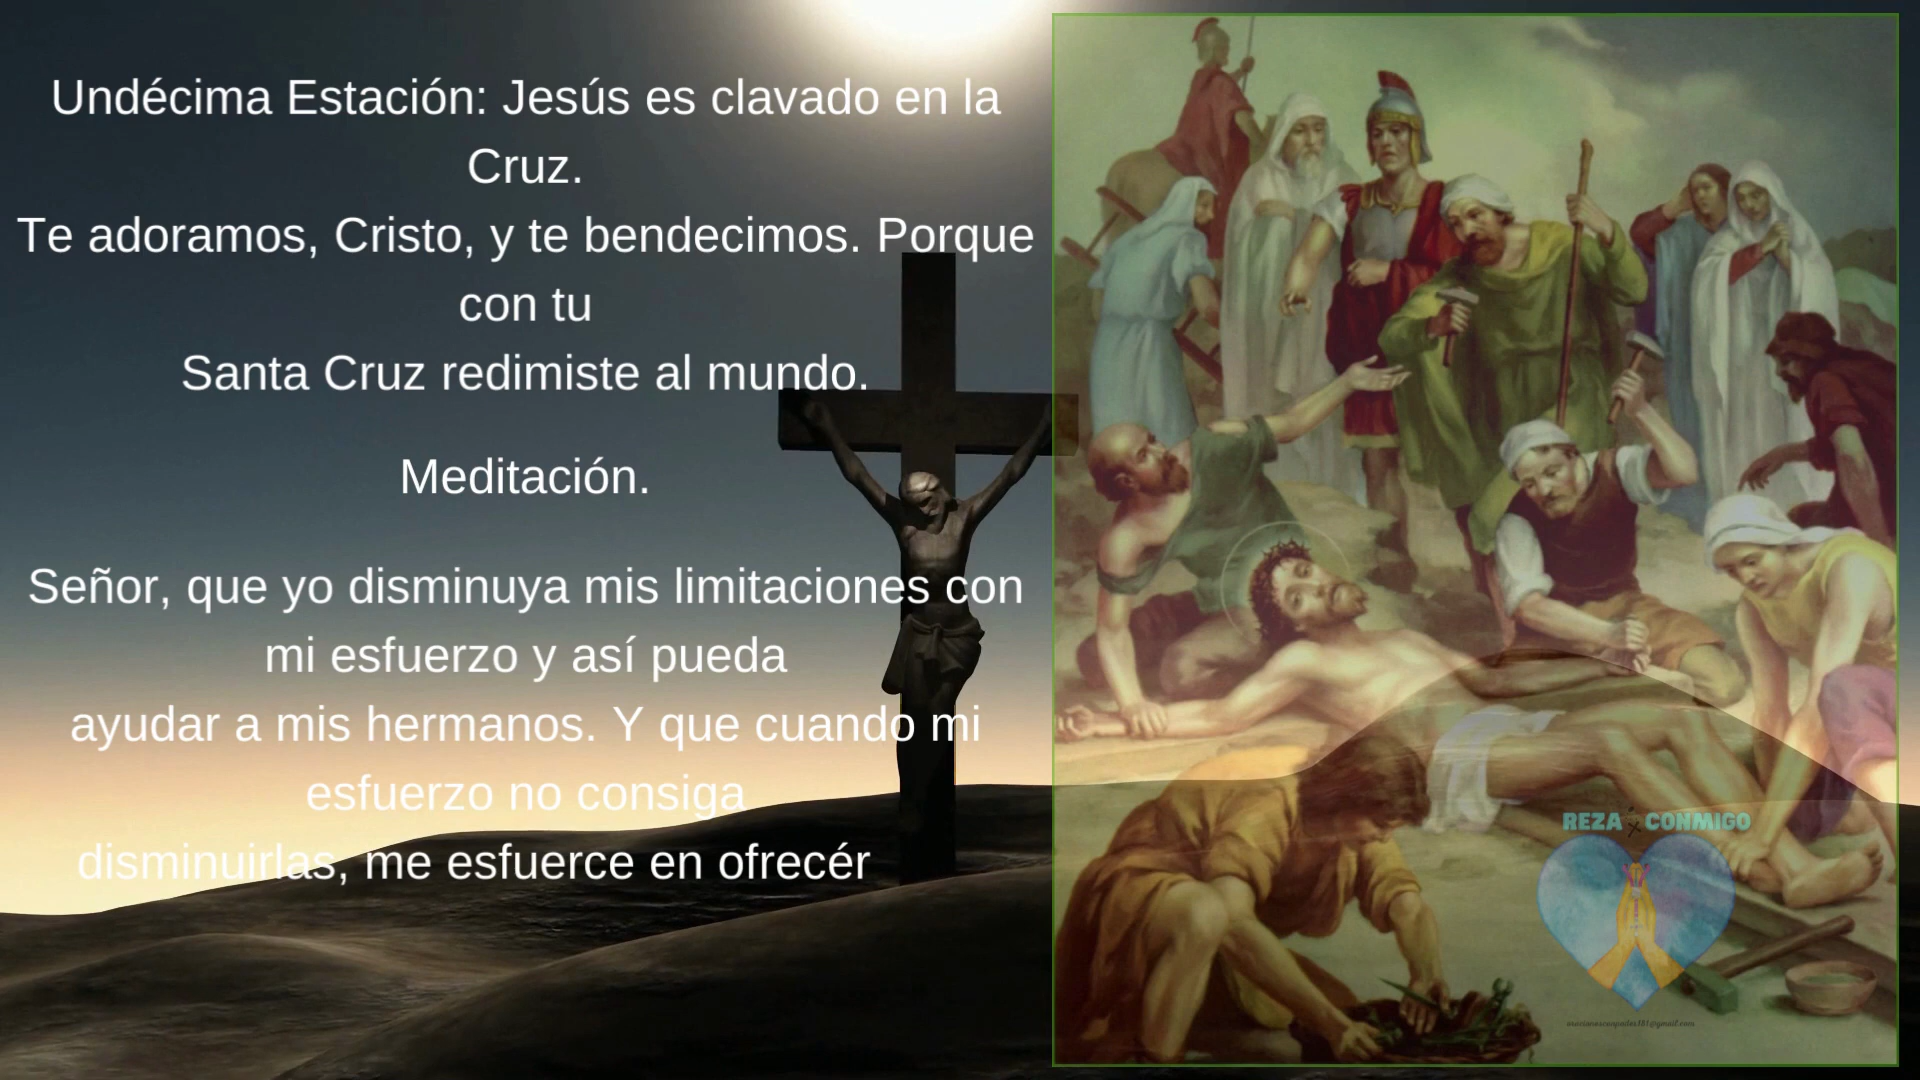 Undécima Estación: Jesús es clavado en la
Cruz.
Te adoramos, Cristo, y te bendecimos. Porque
con tu
Santa Cruz redimiste al mundo.
Meditación.
Señor, que yo disminuya mis limitaciones con
mi esfuerzo y así pueda
ayudar a mis hermanos. Y que cuando mi
esfuerzo no consiga
disminuirlas, me esfuerce en ofrecér
REZA CONMIGO